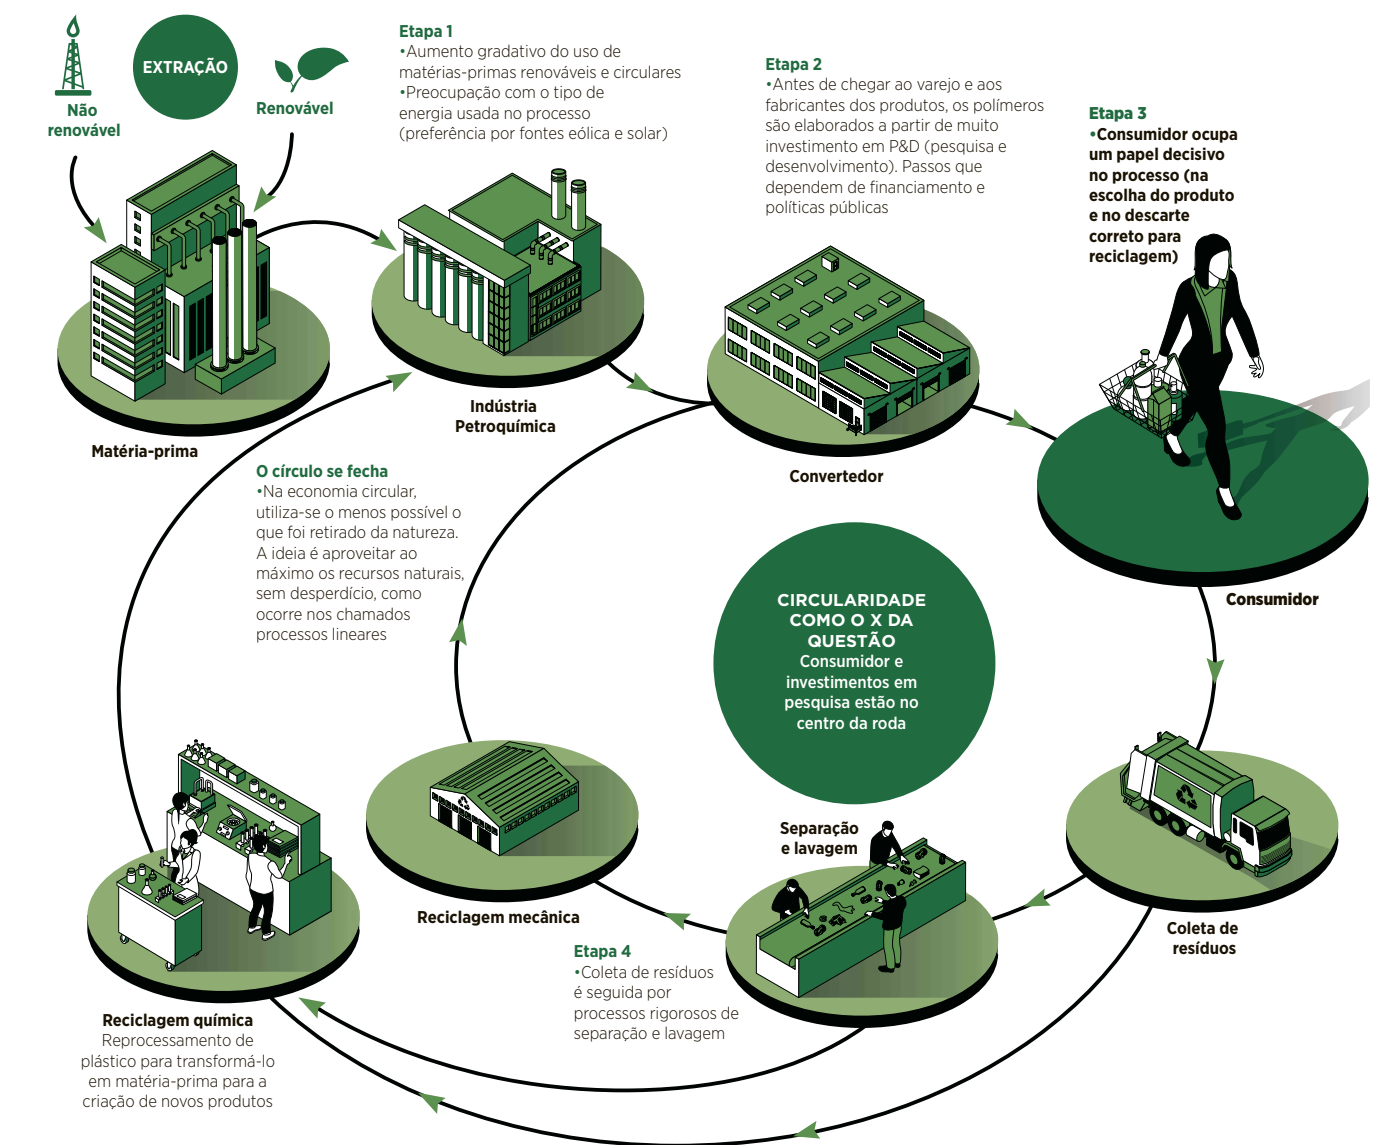 EXTRAÇÃO
Não
renovável
Renovável
Etapa 1
•Aumento gradativo do uso de
matérias-primas renováveis e circulares
•Preocupação com o tipo de
energia usada no processo
(preferência por fontes eólica e solar)
Etapa 2
•Antes de chegar ao varejo e aos
fabricantes dos produtos, os polímeros
são elaborados a partir de muito
investimento em P&D (pesquisa e
desenvolvimento). Passos que
dependem de financiamento e
políticas públicas
Etapa 3
•Consumidor ocupa
um papel decisivo
no processo (na
escolha do produto
e no descarte
correto para
reciclagem)
Matéria-prima
Indústria
Petroquímica
Convertedor
Consumidor
O círculo se fecha
•Na economia circular,
utiliza-se o menos possível o
que foi retirado da natureza.
A ideia é aproveitar ao
máximo os recursos naturais,
sem desperdício, como
ocorre nos chamados
processos lineares
CIRCULARIDADE
COMO O X DA
QUESTÃO
Consumidor e
investimentos em
pesquisa estão no
centro da roda
Separação
e lavagem
Reciclagem mecânica
Coleta de
resíduos
Etapa 4
•Coleta de resíduos
é seguida por
processos rigorosos de
separação e lavagem
Reciclagem química
Reprocessamento de
plástico para transformá-lo
em matéria-prima para a
criação de novos produtos